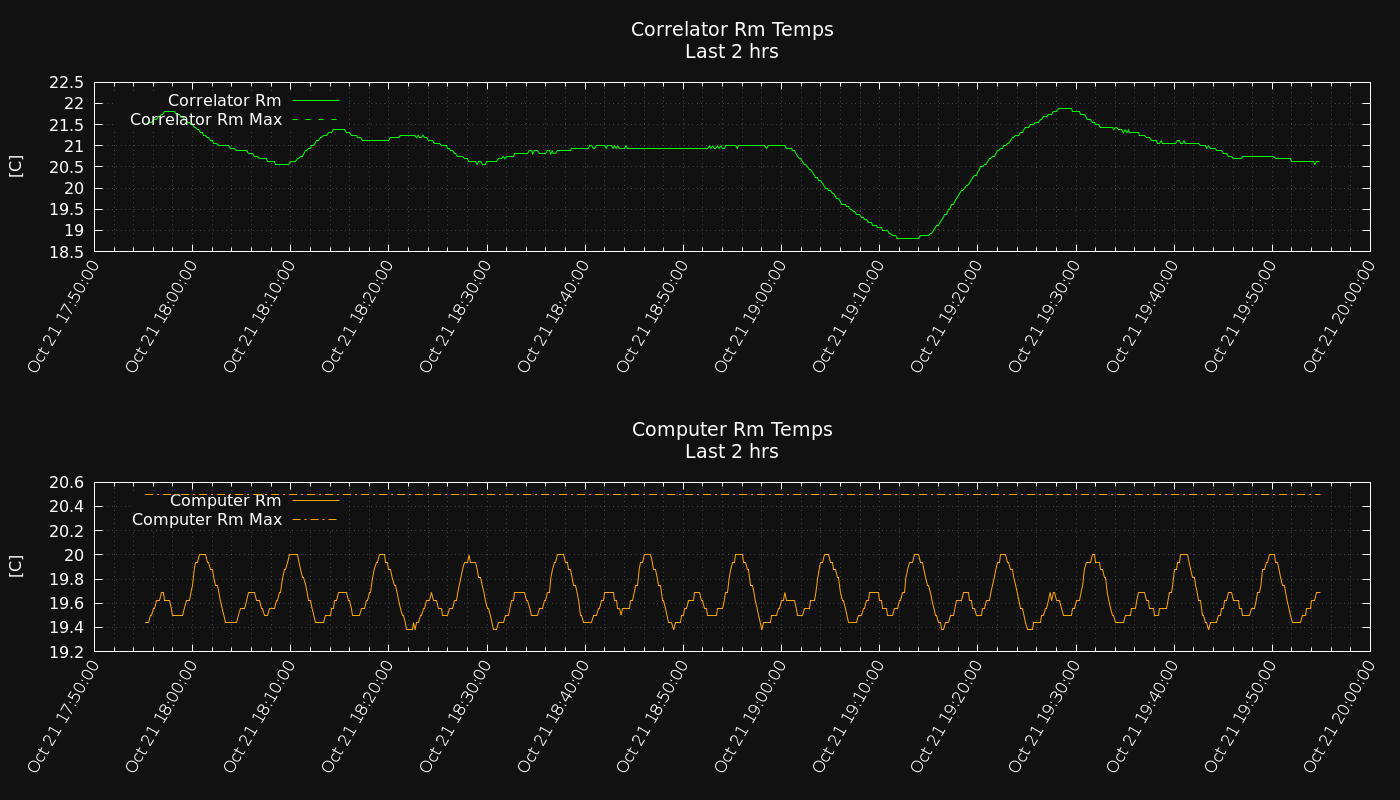 Correlator Rm Temps
Last 2 hrs
22.5
22
21.5
21
20.5
20
19.5
19
18.5
[C]
Correlator Rm
Correlator Rm Max
Oct 21 17:50:00
Oct 21 18:00:00
Oct 21 18:10:00
Oct 21 18:20:00
Oct 21 18:30:00
Oct 21 18:40:00
Oct 21 18:50:00
Oct 21 19:00:00
Oct 21 19:10:00
Oct 21 19:20:00
Oct 21 19:30:00
Oct 21 19:40:00
Oct 21 19:50:00
Oct 21 20:00:00
Computer Rm Temps
Last 2 hrs
20.6
20.4
20.2
20
19.8
19.6
19.4
19.2
[C]
Computer Rm
Computer Rm Max
Oct 21 17:50:00
Oct 21 18:00:00
Oct 21 18:10:00
Oct 21 18:20:00
Oct 21 18:30:00
Oct 21 18:40:00
Oct 21 18:50:00
Oct 21 19:00:00
Oct 21 19:10:00
Oct 21 19:20:00
Oct 21 19:30:00
Oct 21 19:40:00
Oct 21 19:50:00
Oct 21 20:00:00